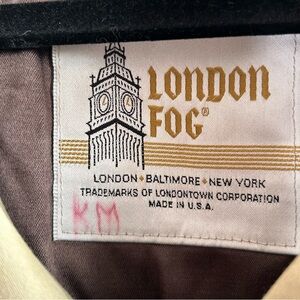 LONDON
FOG®
LONDON • BALTIMORE • NEW YORK
TRADEMARKS OF LONDONTOWN CORPORATION
MADE IN U.S.A.
KM